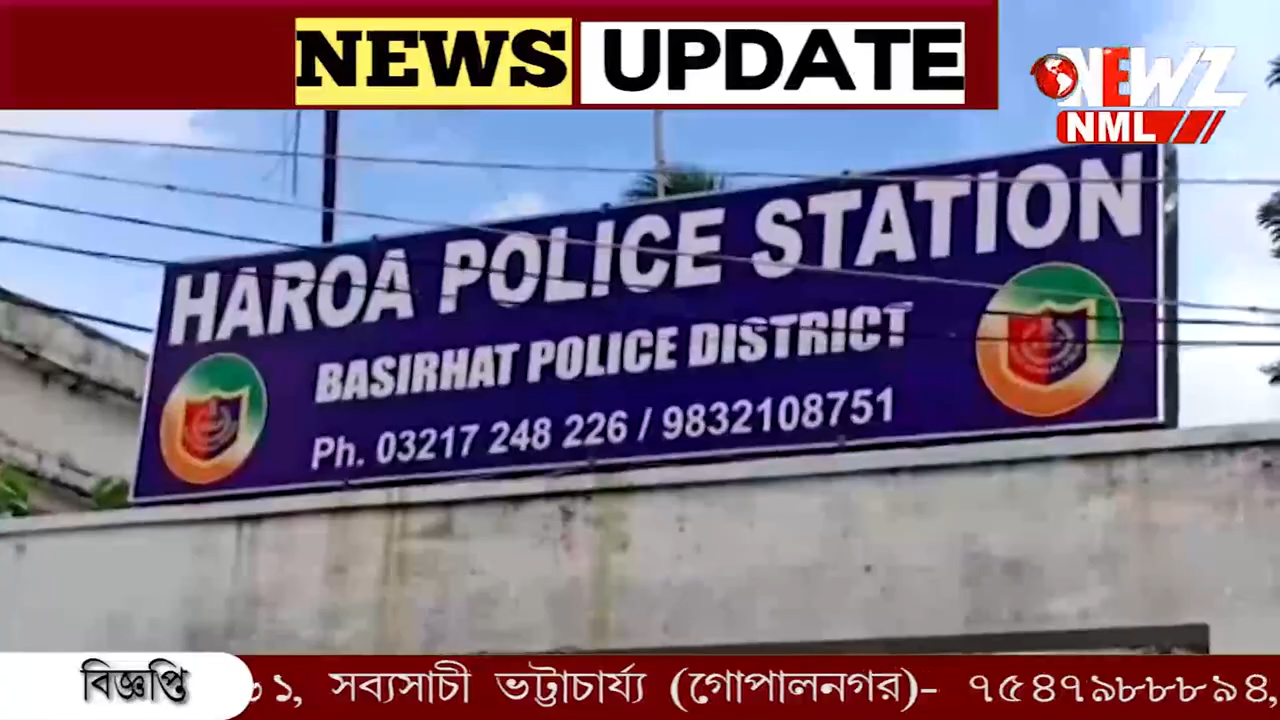 NEWS UPDATE
NEWZ
NML
HAROA POLICE STATION
BASIRHAT POLICE DISTRICT
Ph. 03217 248 226 / 9832108751
বিজ্ঞপ্তি
১, সব্যসাচী ভট্টাচার্য্য (গোপালনগর)- ৭৫৪৭৯৮৮৮৯৪,